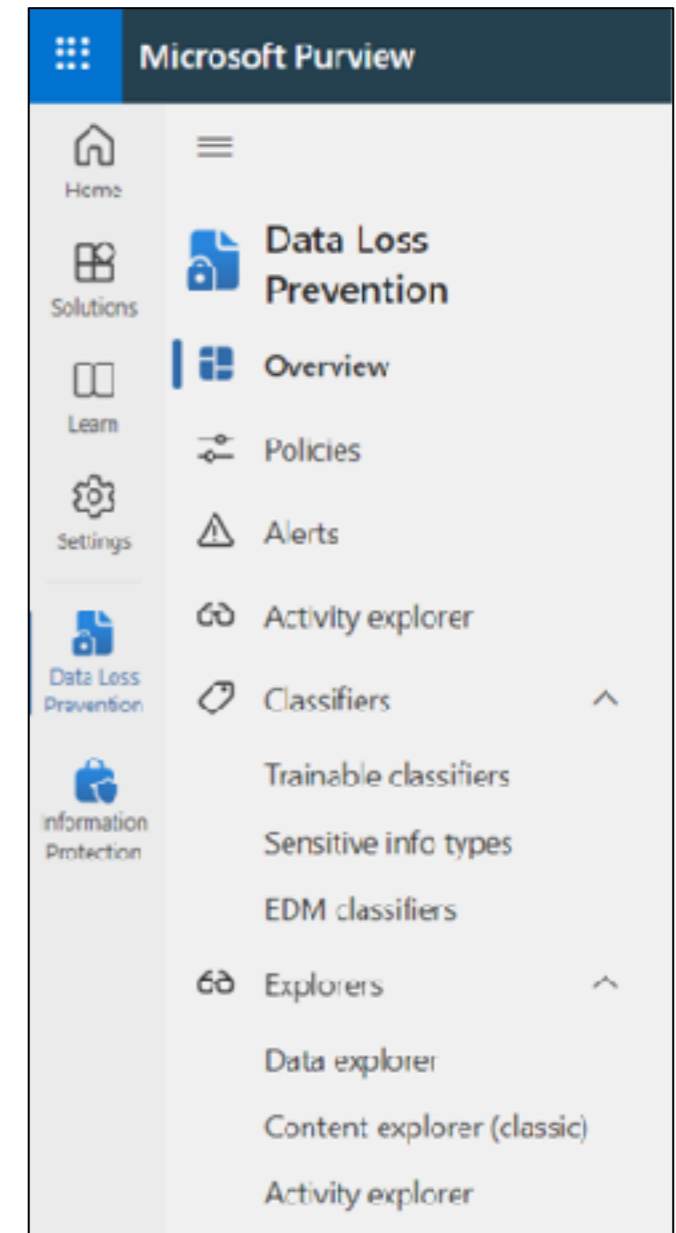 Microsoft Purview
Home
Solutions
Learn
Settings
Data Loss
Prevention
Information
Protection
Data Loss
Prevention
Overview
Policies
Alerts
Activity explorer
Classifiers
Trainable classifiers
Sensitive info types
EDM classifiers
Explorers
Data explorer
Content explorer (classic)
Activity explorer